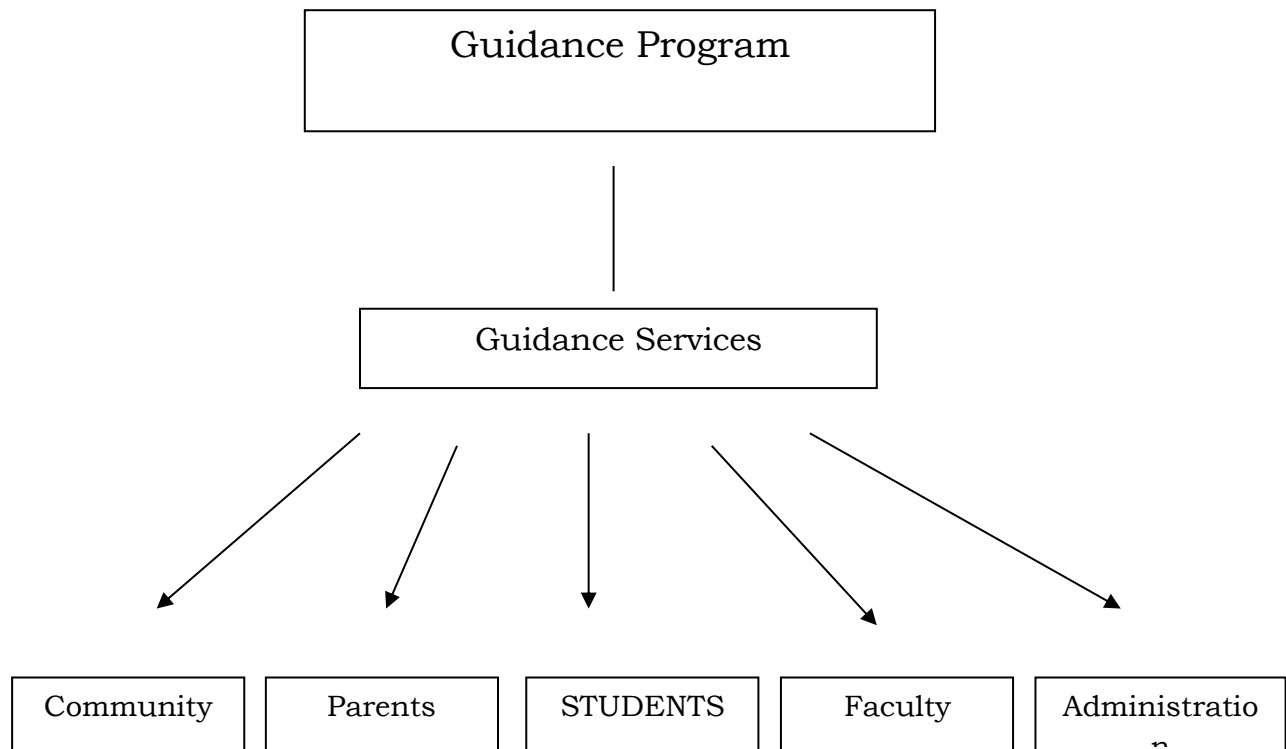 Guidance Program
Guidance Services
Community
Parents
STUDENTS
Faculty
Administratio
n